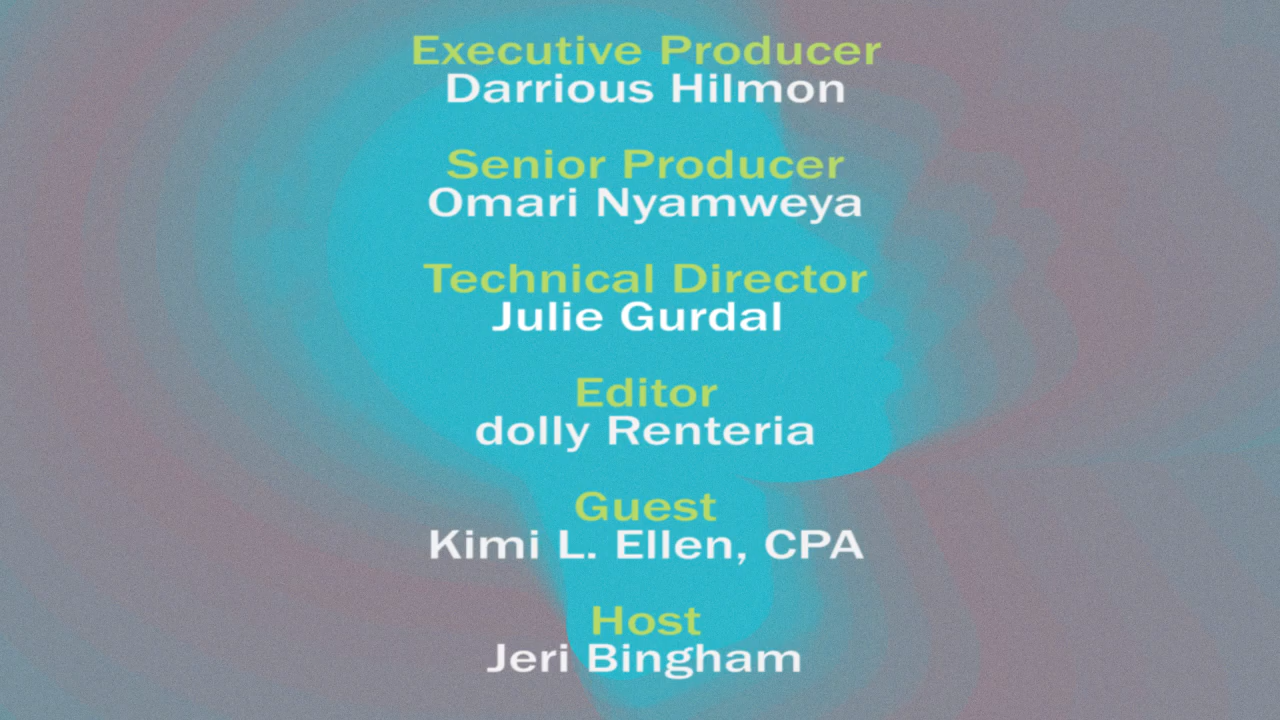 Executive Producer
Darrious Hilmon
Senior Producer
Omari Nyamweya
Technical Director
Julie Gurdal
Editor
dolly Renteria
Guest
Kimi L. Ellen, CPA
Host
Jeri Bingham